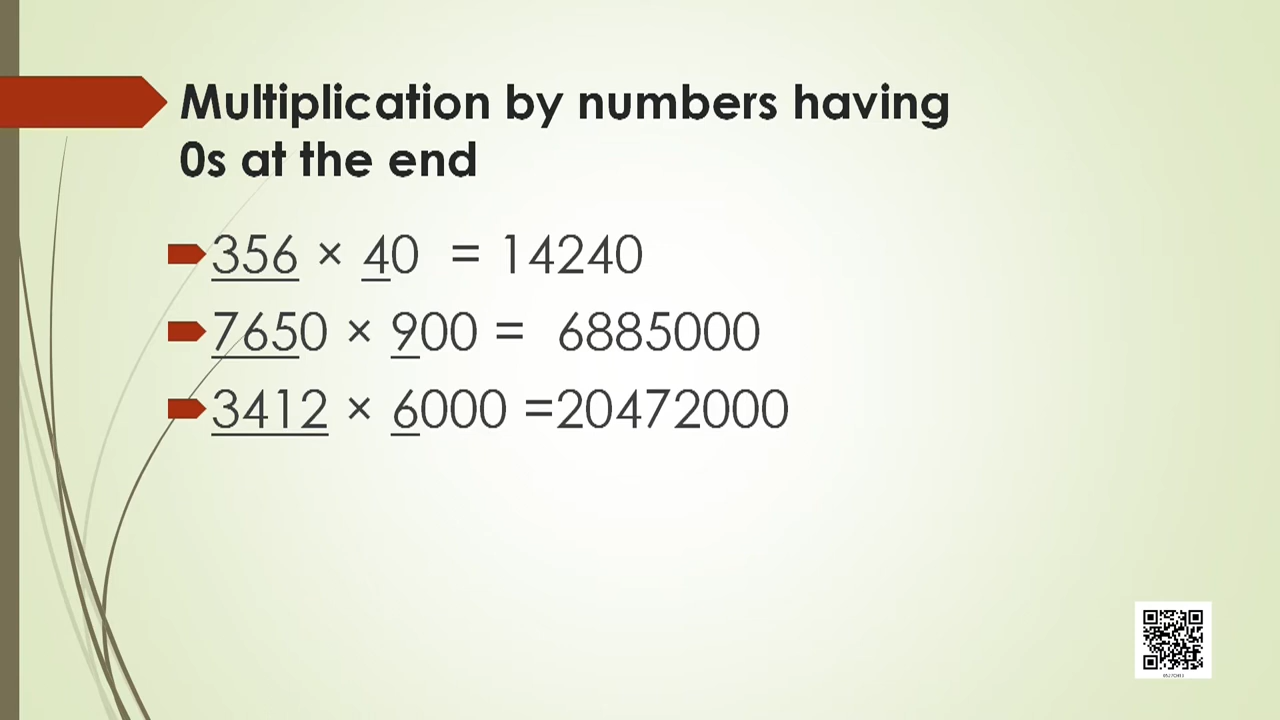 Multiplication by numbers having
0s at the end
356 × 40 = 14240
7650 × 900 = 6885000
3412 × 6000 =20472000